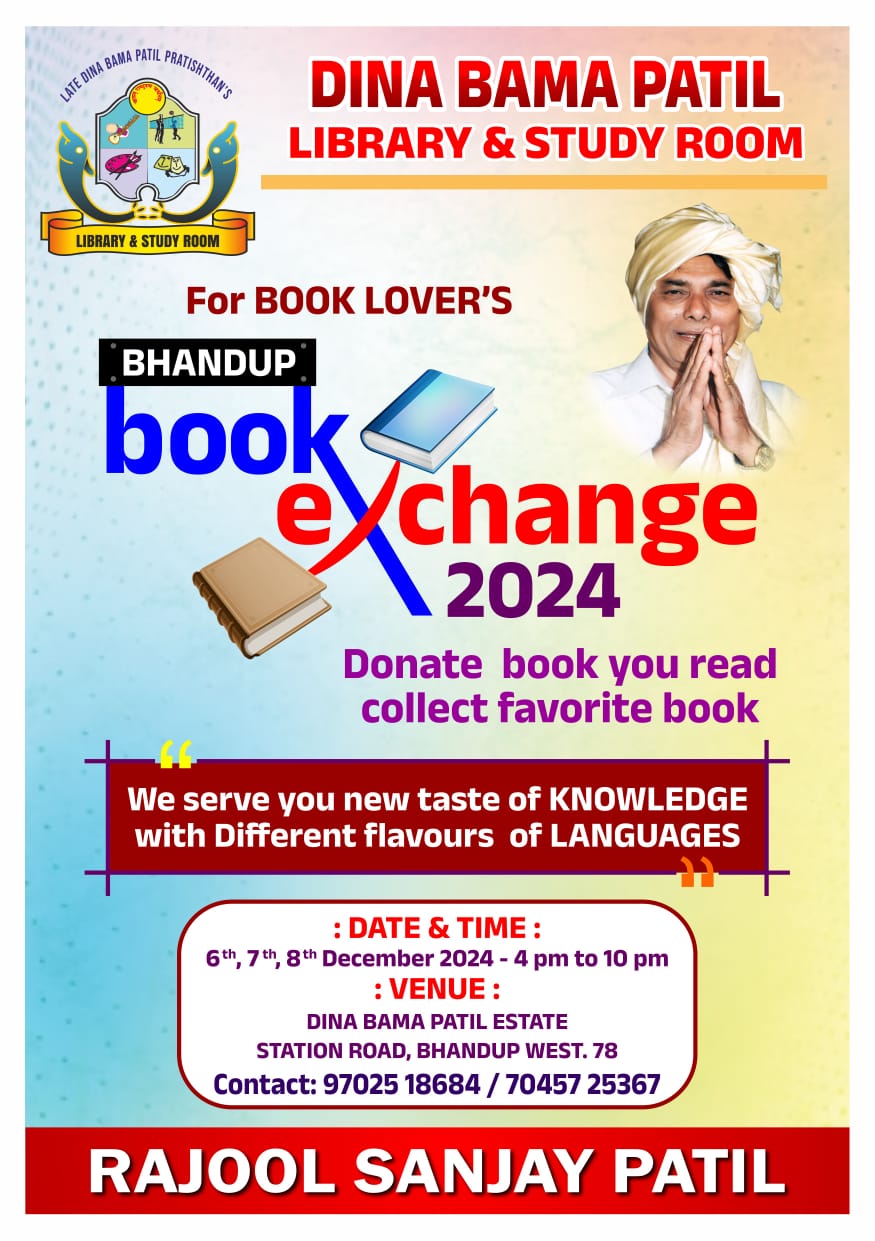 LATE DINA BAMA PATIL PRATISHTHAN'S
LIBRARY & STUDY ROOM
DINA BAMA PATIL
LIBRARY & STUDY ROOM
For BOOK LOVER'S
BHANDUP
book
exchange
2024
Donate book you read
collect favorite book
“
We serve you new taste of KNOWLEDGE
with Different flavours of LANGUAGES
”
: DATE & TIME :
6th, 7th, 8th December 2024 - 4 pm to 10 pm
: VENUE :
DINA BAMA PATIL ESTATE
STATION ROAD, BHANDUP WEST. 78
Contact: 97025 18684 / 70457 25367
RAJOOL SANJAY PATIL